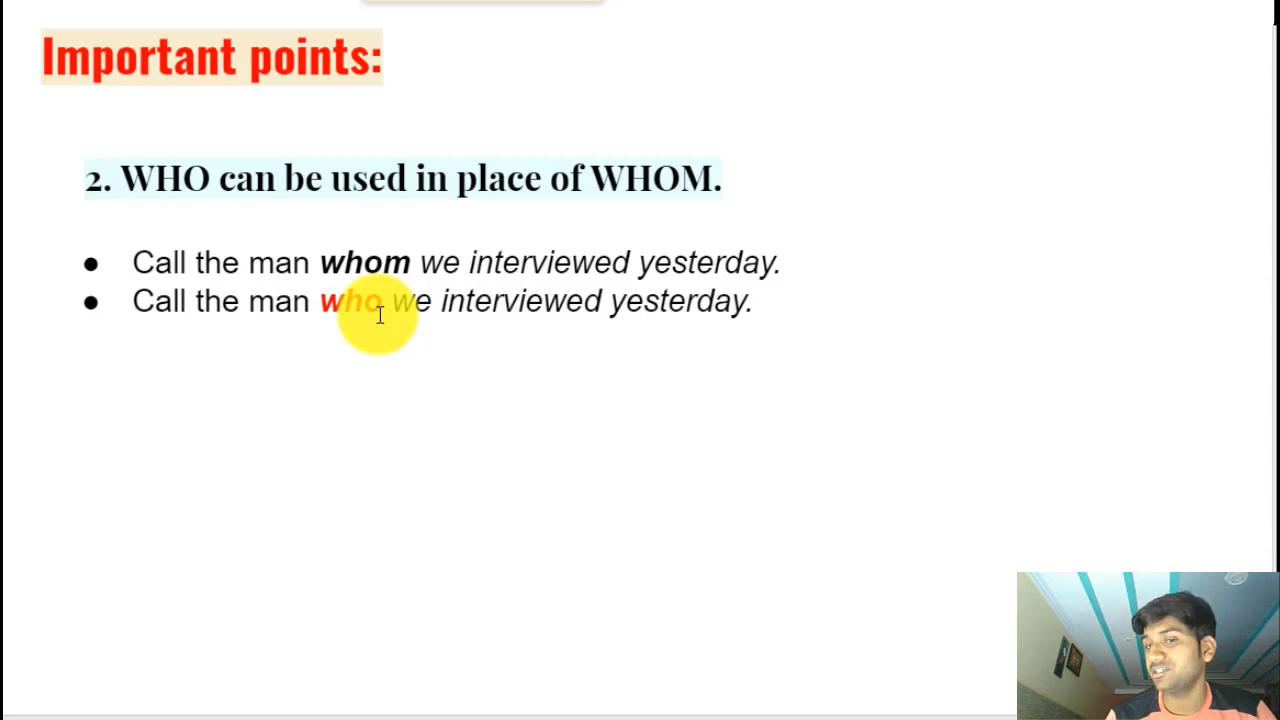 Important points:
2. WHO can be used in place of WHOM.
● Call the man whom we interviewed yesterday.
● Call the man who we interviewed yesterday.